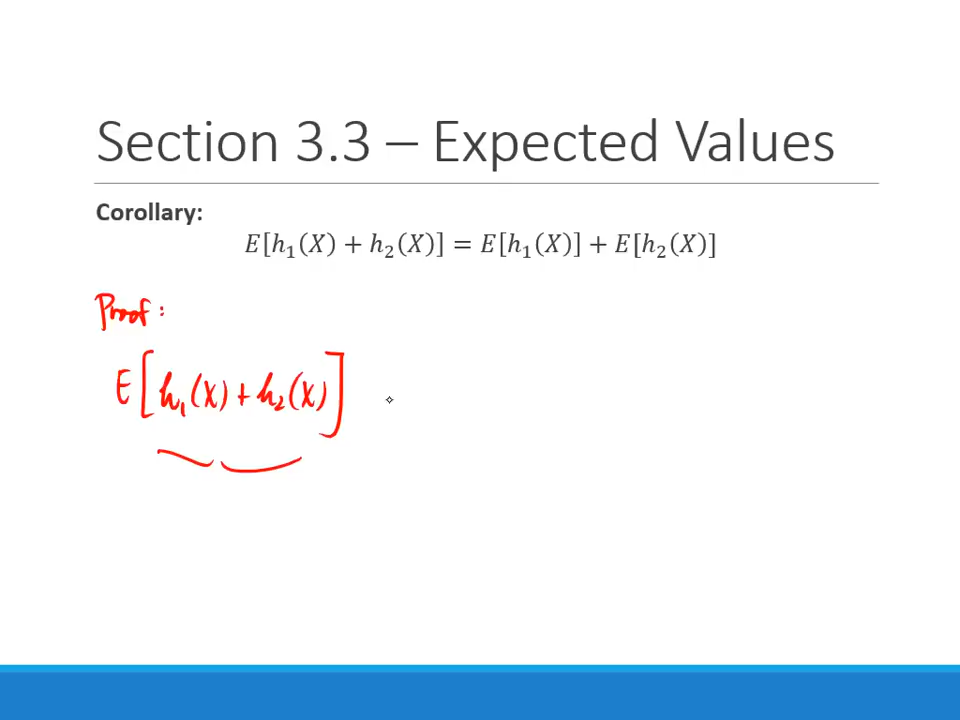 Section 3.3 – Expected Values
Corollary:
𝐸[ℎ₁(𝑋) + ℎ₂(𝑋)] = 𝐸[ℎ₁(𝑋)] + 𝐸[ℎ₂(𝑋)]
Proof:
E[h₁(X) + h₂(X)]